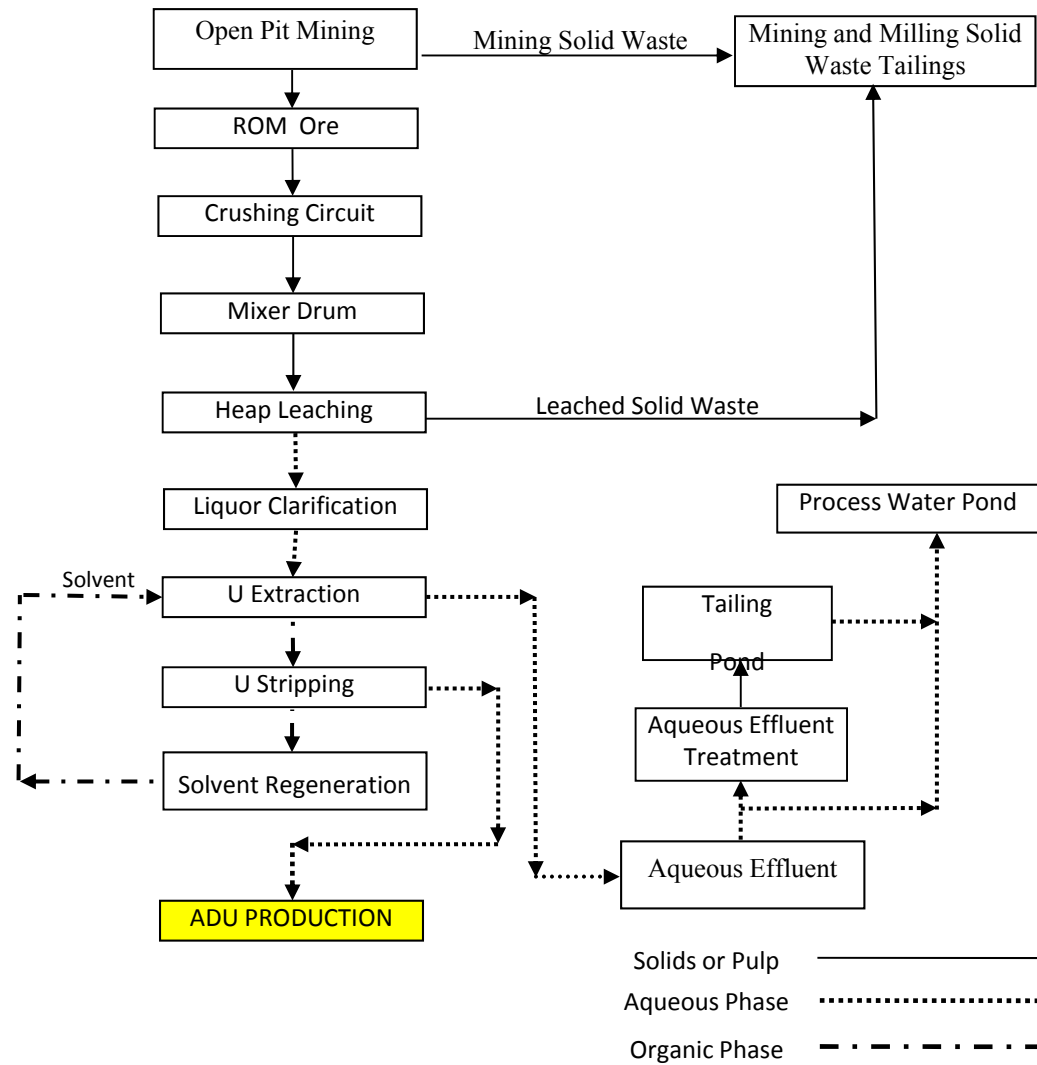 Open Pit Mining
Mining Solid Waste
Mining and Milling Solid
Waste Tailings
ROM Ore
Crushing Circuit
Mixer Drum
Heap Leaching
Leached Solid Waste
Liquor Clarification
Process Water Pond
Solvent
U Extraction
Tailing
Pond
U Stripping
Aqueous Effluent
Treatment
Solvent Regeneration
Aqueous Effluent
ADU PRODUCTION
Solids or Pulp
Aqueous Phase
Organic Phase